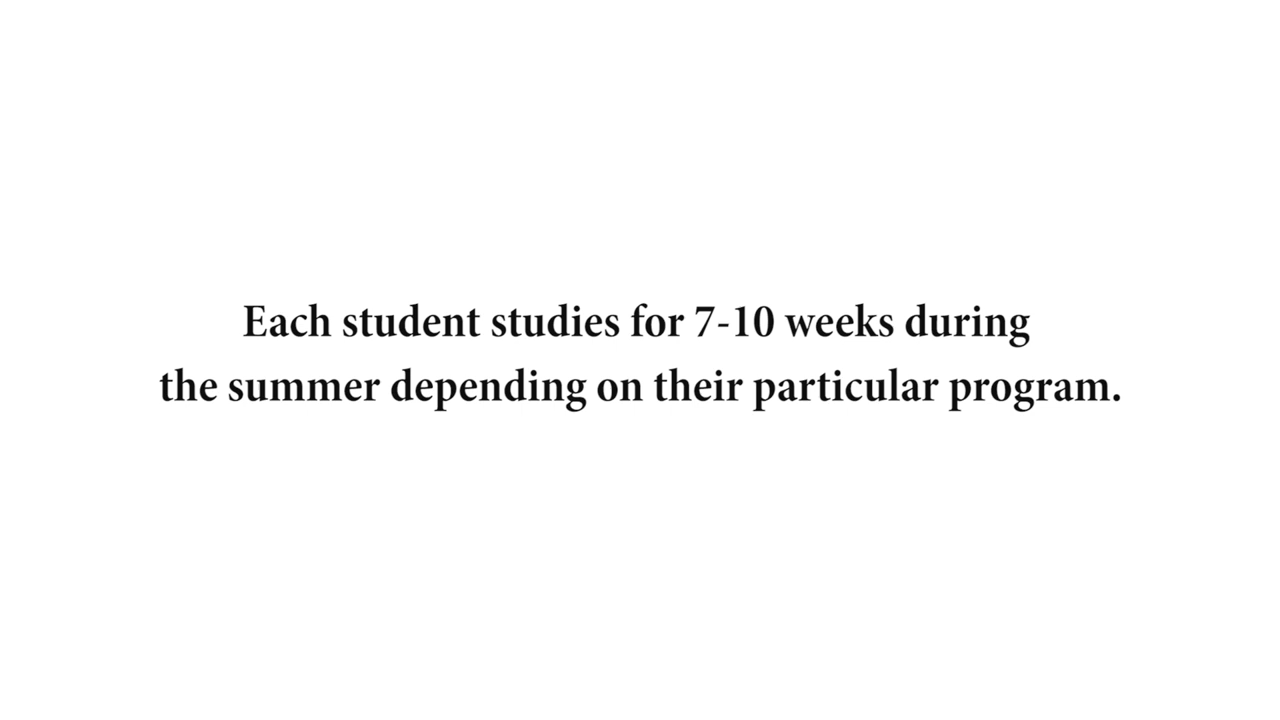 Each student studies for 7-10 weeks during
the summer depending on their particular program.